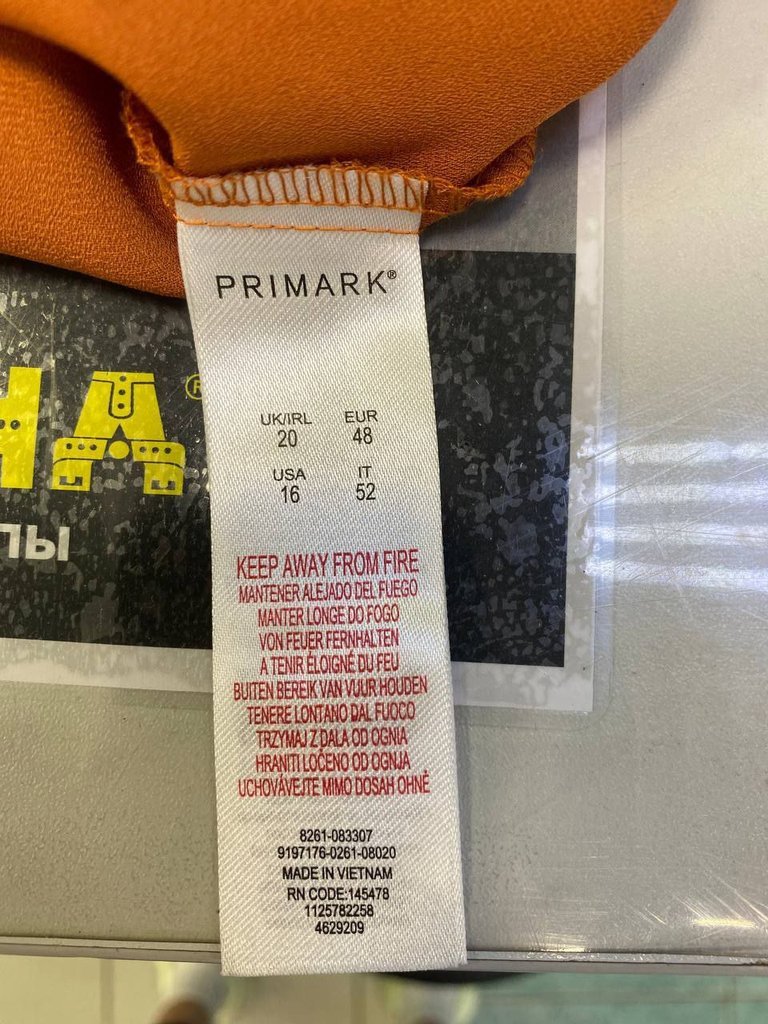 PRIMARK®
UK/IRL EUR
20 48
USA IT
16 52
KEEP AWAY FROM FIRE
MANTENER ALEJADO DEL FUEGO
MANTER LONGE DO FOGO
VON FEUER FERNHALTEN
A TENIR ÉLOIGNÉ DU FEU
BUITEN BEREIK VAN VUUR HOUDEN
TENERE LONTANO DAL FUOCO
TRZYMAJ Z DALA OD OGNIA
HRANITI LOČENO OD OGNJA
UCHOVÁVEJTE MIMO DOSAH OHNĚ
8261-083307
9197176-0261-08020
MADE IN VIETNAM
RN CODE:145478
1125782258
4629209
НА®